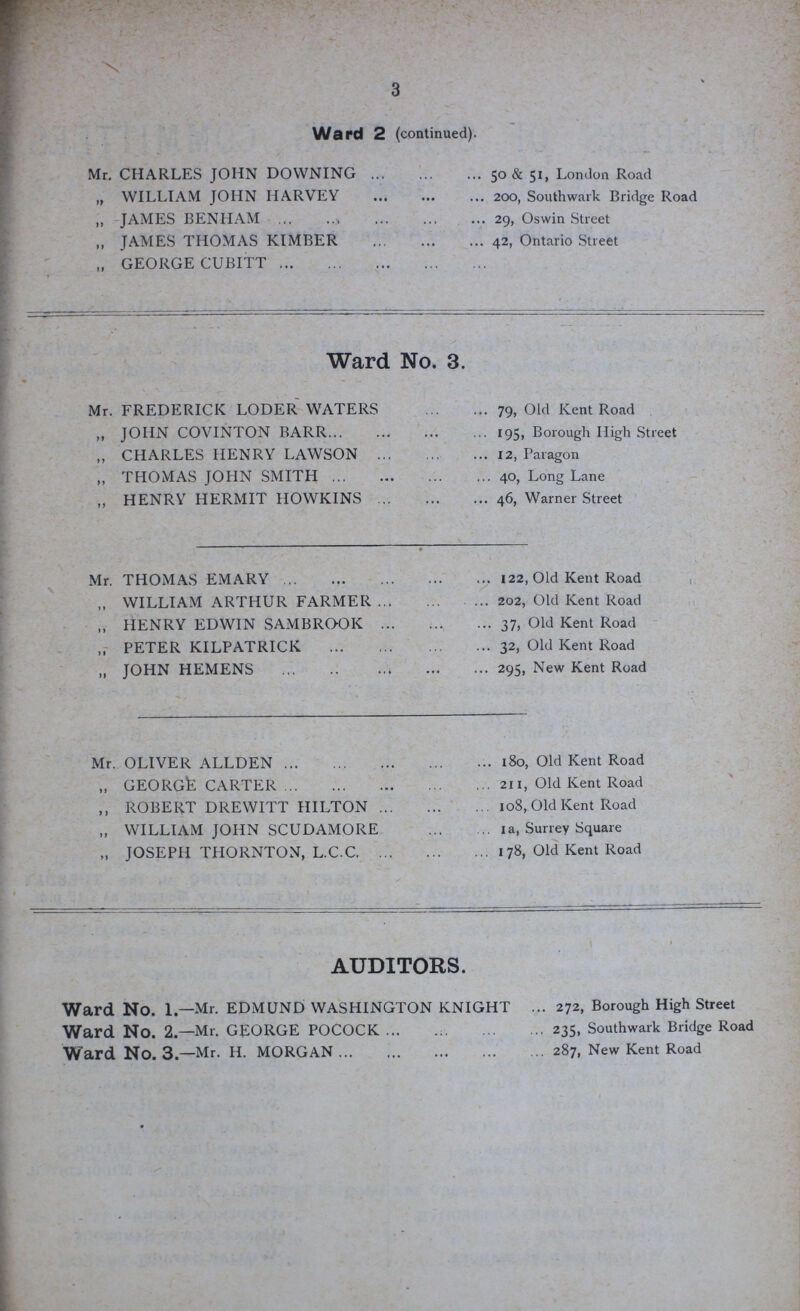 3
Ward 2 (continued).
Mr. CHARLES JOHN DOWNING ... ... ... 50 & 51, London Road
„ WILLIAM JOHN HARVEY ... ... ... 200, Southwark Bridge Road
„ JAMES BENHAM ... ... ... ... ... 29, Oswin Street
„ JAMES THOMAS KIMBER ... ... ... 42, Ontario Street
„ GEORGE CUBITT ... ... ... ... ...
Ward No. 3.
Mr. FREDERICK LODER WATERS ... ... 79, Old Kent Road
„ JOHN COVINTON BARR... ... ... ... 195, Borough High Street
„ CHARLES HENRY LAWSON ... ... ... 12, Paragon
„ THOMAS JOHN SMITH ... ... ... ... 40, Long Lane
„ HENRY HERMIT HOWKINS ... ... ... 46, Warner Street
Mr. THOMAS EMARY ... ... ... ... ... 122, Old Kent Road
„ WILLIAM ARTHUR FARMER ... ... ... 202, Old Kent Road
„ HENRY EDWIN SAMBROOK ... ... ... 37, Old Kent Road
„ PETER KILPATRICK ... ... ... ... 32, Old Kent Road
„ JOHN HEMENS ... ... ... ... ... 295, New Kent Road
Mr. OLIVER ALLDEN ... ... ... ... ... 180, Old Kent Road
„ GEORGE CARTER ... ... ... ... ... 211, Old Kent Road
„ ROBERT DREWITT HILTON ... ... ... 108, Old Kent Road
„ WILLIAM JOHN SCUDAMORE ... ... 1a, Surrey Square
„ JOSEPH THORNTON, L.C.C. ... ... ... 178, Old Kent Road
AUDITORS.
Ward No. 1.—Mr. EDMUND WASHINGTON KNIGHT ... 272, Borough High Street
Ward No. 2.—Mr. GEORGE POCOCK ... ... ... ... 235, Southwark Bridge Road
Ward No. 3.—Mr. H. MORGAN ... ... ... ... ... 287, New Kent Road